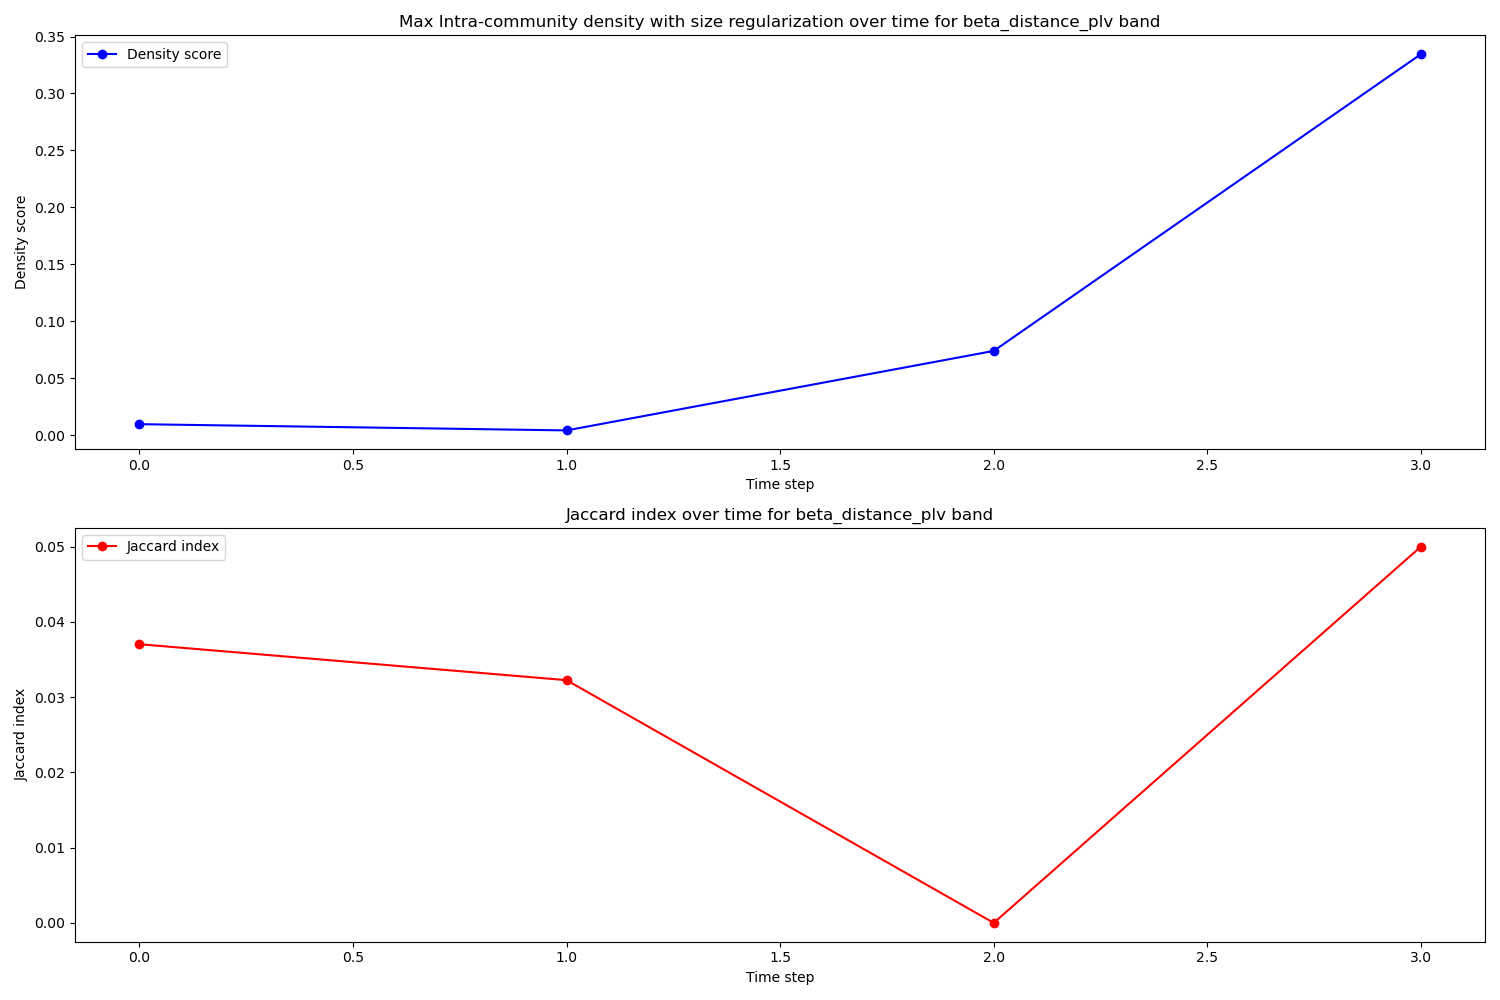 Max Intra-community density with size regularization over time for beta_distance_plv band
Density score
0.35
0.30
0.25
0.20
0.15
0.10
0.05
0.00
Density score
0.0 0.5 1.0 1.5 2.0 2.5 3.0
Time step
Jaccard index over time for beta_distance_plv band
Jaccard index
0.05
0.04
0.03
0.02
0.01
0.00
Jaccard index
0.0 0.5 1.0 1.5 2.0 2.5 3.0
Time step